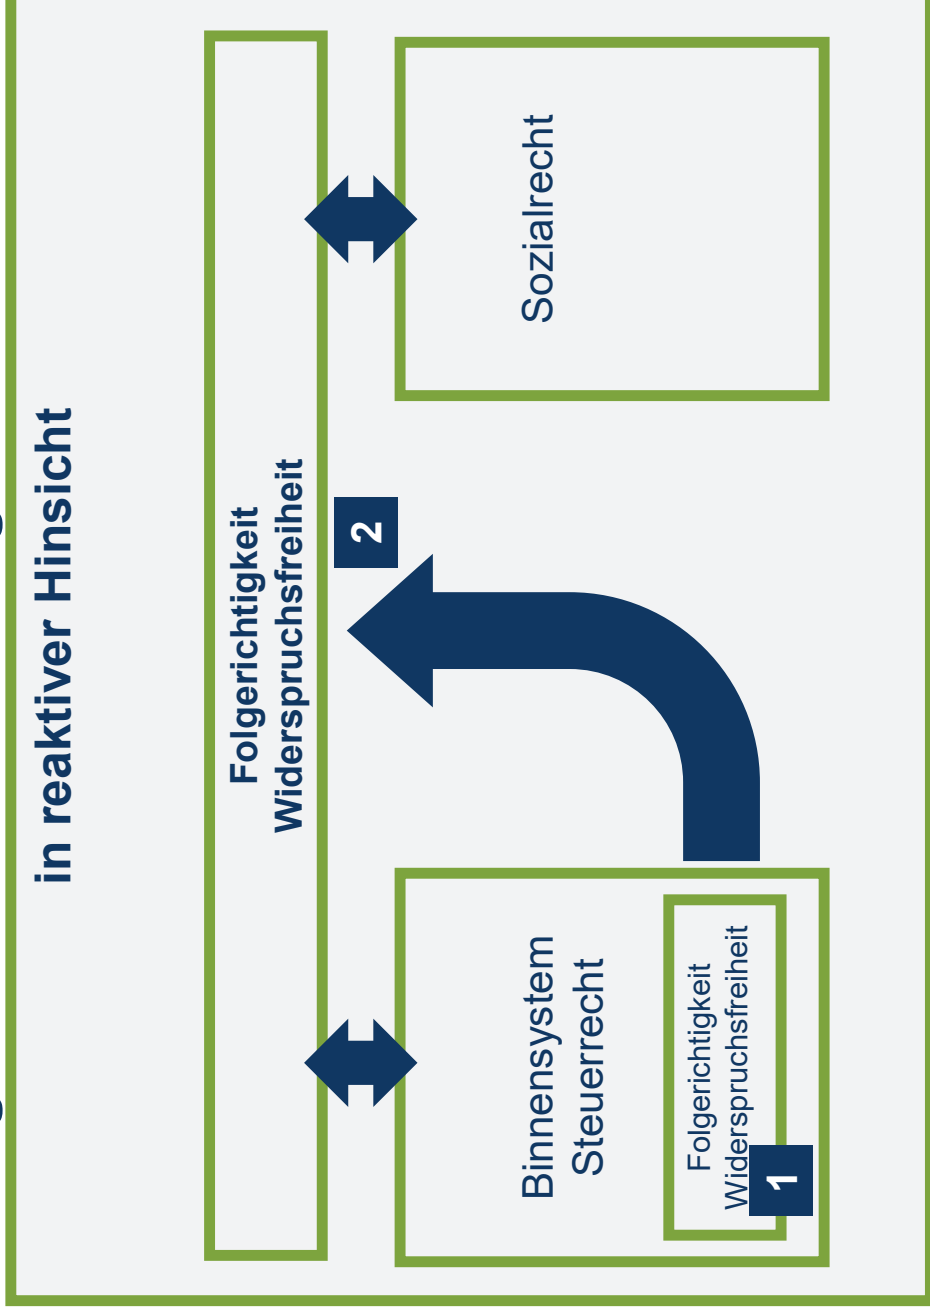 in reaktiver Hinsicht
Folgerichtigkeit
Widerspruchsfreiheit
2
Binnensystem
Steuerrecht
Folgerichtigkeit
Widerspruchsfreiheit
1
Sozialrecht